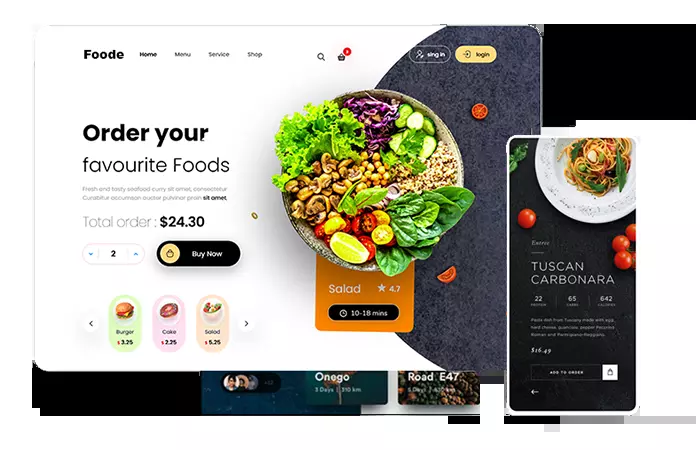 Foode
Home Menu Service Shop
sing in
login
Order your
favourite Foods
Fresh and tasty seafood curry sit amet, consectetur
Curabitur accumsan auctor pulvinar proin sit amet.
Total order : $24.30
2
Buy Now
Salad
4.7
10-18 mins
Burger
$ 3.25
Cake
$ 2.25
Salad
$ 5.25
+12
Onego
3 Days | 310 km
Road E47
5 Days
Entrée
TUSCAN
CARBONARA
22 65 642
PROTEIN CARBS CALORIES
Pasta dish from Tuscany made with egg,
hard cheese, guanciale, pepper. Pecorino
Romano and Parmigiano-Reggiano.
$16.49
ADD TO ORDER